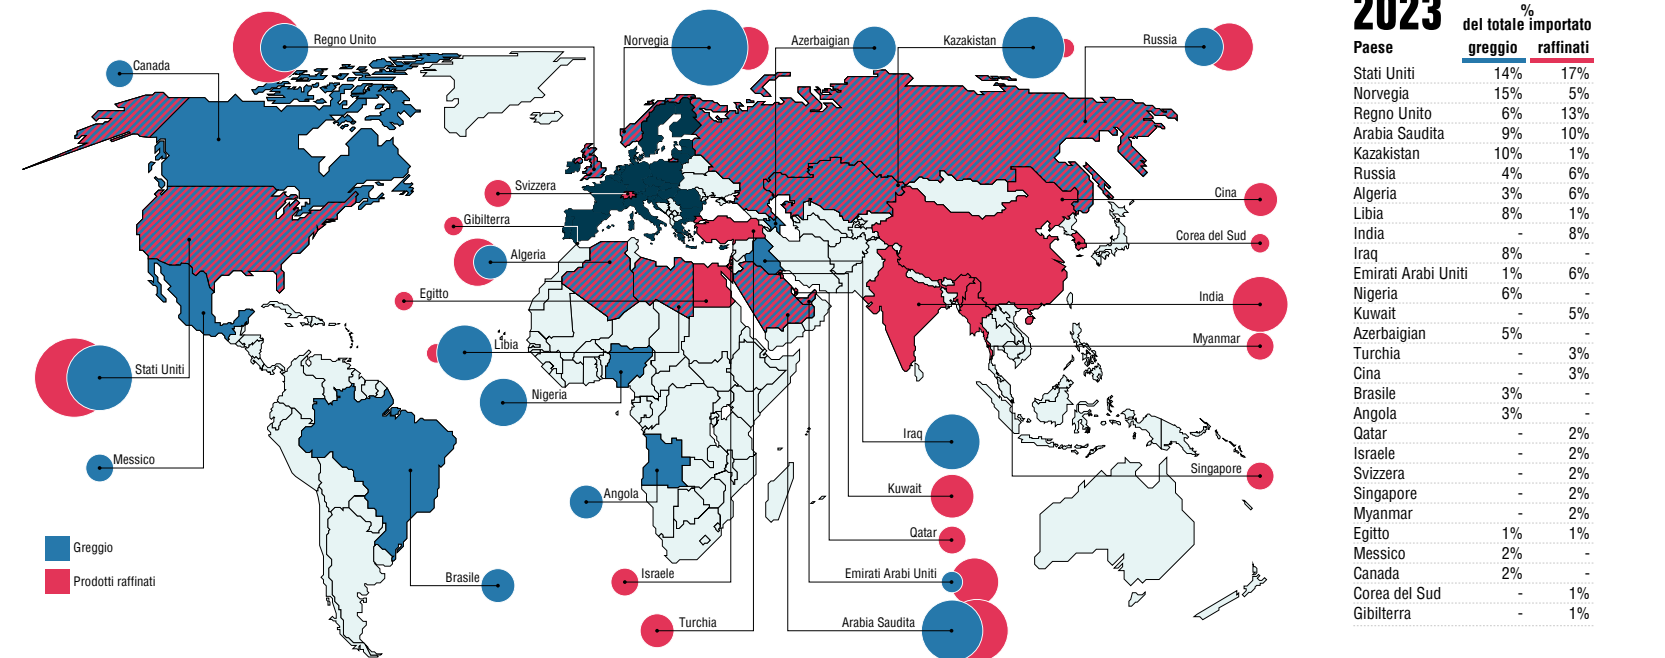 Regno Unito
Norvegia
Azerbaigian
Kazakistan
Russia
Canada
Svizzera
Cina
Gibilterra
Corea del Sud
Algeria
Egitto
India
Libia
Myanmar
Stati Uniti
Nigeria
Iraq
Messico
Singapore
Angola
Kuwait
Qatar
Greggio
Prodotti raffinati
Brasile
Israele
Emirati Arabi Uniti
Turchia
Arabia Saudita
2023
%
del totale importato
Paese greggio raffinati
Stati Uniti 14% 17%
Norvegia 15% 5%
Regno Unito 6% 13%
Arabia Saudita 9% 10%
Kazakistan 10% 1%
Russia 4% 6%
Algeria 3% 6%
Libia 8% 1%
India - 8%
Iraq 8% -
Emirati Arabi Uniti 1% 6%
Nigeria 6% -
Kuwait - 5%
Azerbaigian 5% -
Turchia - 3%
Cina - 3%
Brasile 3% -
Angola 3% -
Qatar - 2%
Israele - 2%
Svizzera - 2%
Singapore - 2%
Myanmar - 2%
Egitto 1% 1%
Messico 2% -
Canada 2% -
Corea del Sud - 1%
Gibilterra - 1%